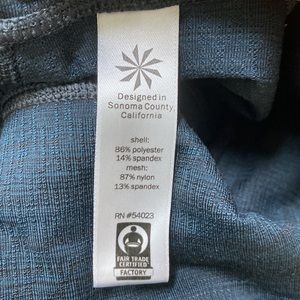 Designed in
Sonoma County
California
shell:
86% polyester
14% spandex
mesh:
87% nylon
13% spandex
RN #54023
FAIR TRADE
CERTIFIED
FACTORY